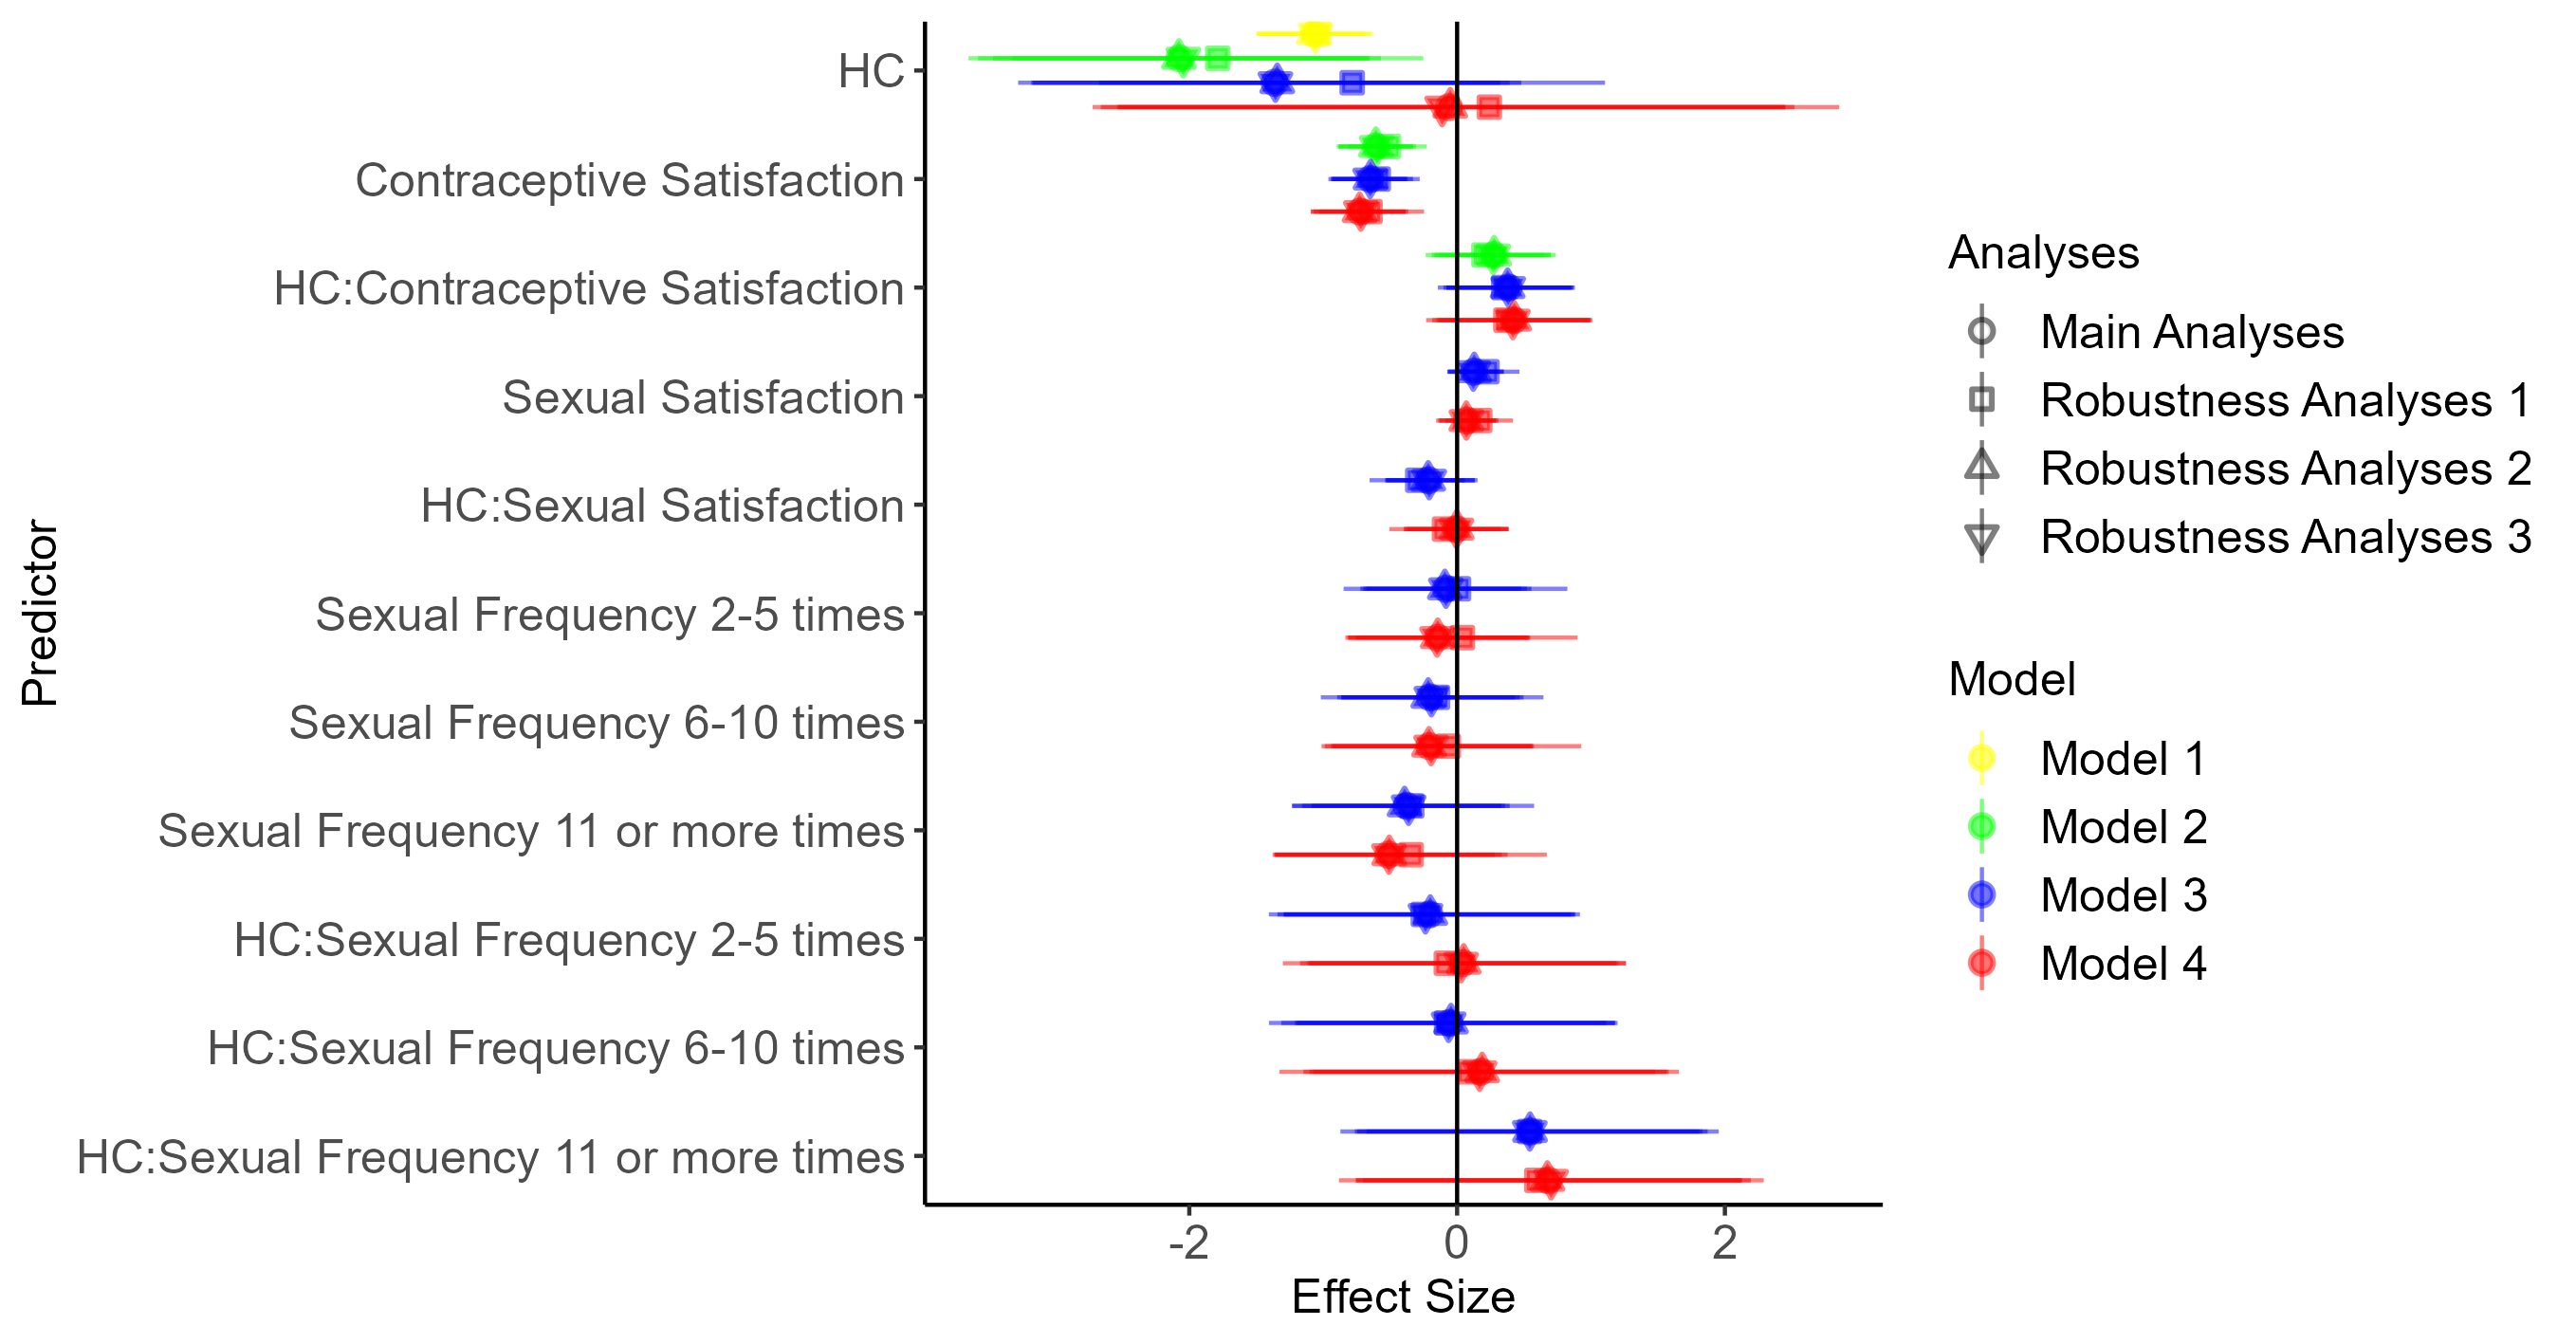 Predictor
HC
Contraceptive Satisfaction
HC:Contraceptive Satisfaction
Sexual Satisfaction
HC:Sexual Satisfaction
Sexual Frequency 2-5 times
Sexual Frequency 6-10 times
Sexual Frequency 11 or more times
HC:Sexual Frequency 2-5 times
HC:Sexual Frequency 6-10 times
HC:Sexual Frequency 11 or more times
-2 0 2
Effect Size
Analyses
Main Analyses
Robustness Analyses 1
Robustness Analyses 2
Robustness Analyses 3
Model
Model 1
Model 2
Model 3
Model 4